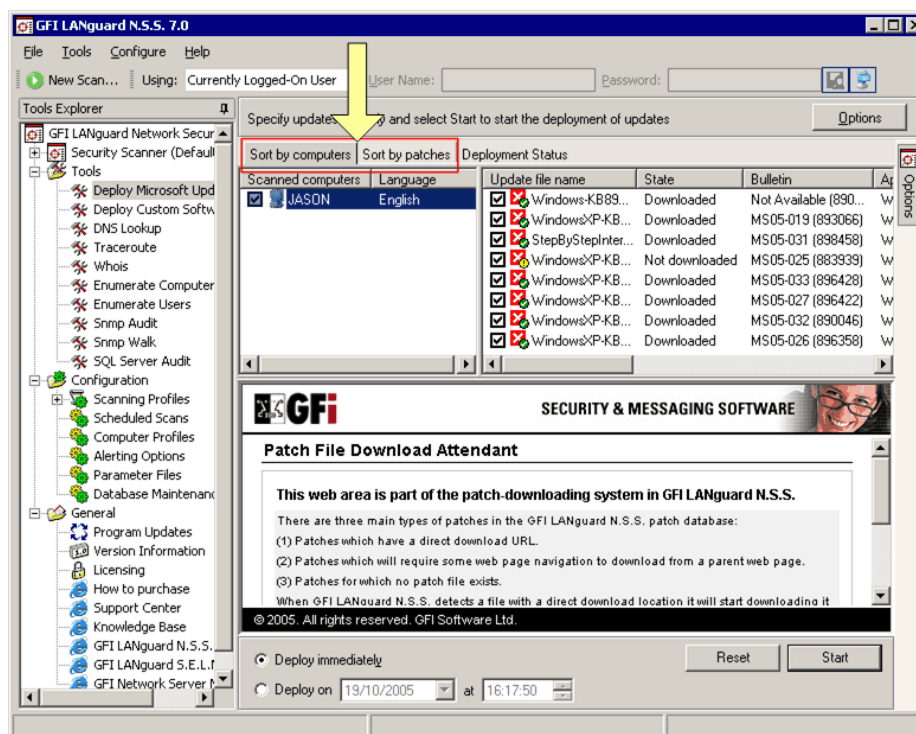 GFI LANguard N.S.S. 7.0
File Tools Configure Help
New Scan... Using: Currently Logged-On User User Name: Password:
Tools Explorer
GFI LANguard Network Secur
Security Scanner (Default
Tools
Deploy Microsoft Upd
Deploy Custom Softw
DNS Lookup
Traceroute
Whois
Enumerate Computer
Enumerate Users
Snmp Audit
Snmp Walk
SQL Server Audit
Configuration
Scanning Profiles
Scheduled Scans
Computer Profiles
Alerting Options
Parameter Files
Database Maintenanc
General
Program Updates
Version Information
Licensing
How to purchase
Support Center
Knowledge Base
GFI LANguard N.S.S.
GFI LANguard S.E.L.M
GFI Network Server M
Specify updates and select Start to start the deployment of updates
Options
Sort by computers Sort by patches Deployment Status
Scanned computers Language
JASON English
Update file name State Bulletin Ap
Windows-KB89... Downloaded Not Available (890... W
WindowsXP-KB... Downloaded MS05-019 (893066) W
StepByStepInter... Downloaded MS05-031 (898458) W
WindowsXP-KB... Not downloaded MS05-025 (883939) W
WindowsXP-KB... Downloaded MS05-033 (896428) W
WindowsXP-KB... Downloaded MS05-027 (896422) W
WindowsXP-KB... Downloaded MS05-032 (890046) W
WindowsXP-KB... Downloaded MS05-026 (896358) W
Options
GFi SECURITY & MESSAGING SOFTWARE
Patch File Download Attendant
This web area is part of the patch-downloading system in GFI LANguard N.S.S.
There are three main types of patches in the GFI LANguard N.S.S. patch database:
(1) Patches which have a direct download URL.
(2) Patches which will require some web page navigation to download from a parent web page.
(3) Patches for which no patch file exists.
When GFI LANguard N.S.S. detects a file with a direct download location it will start downloading it
© 2005. All rights reserved. GFI Software Ltd.
Deploy immediately
Reset Start
Deploy on 19/10/2005 at 16:17:50